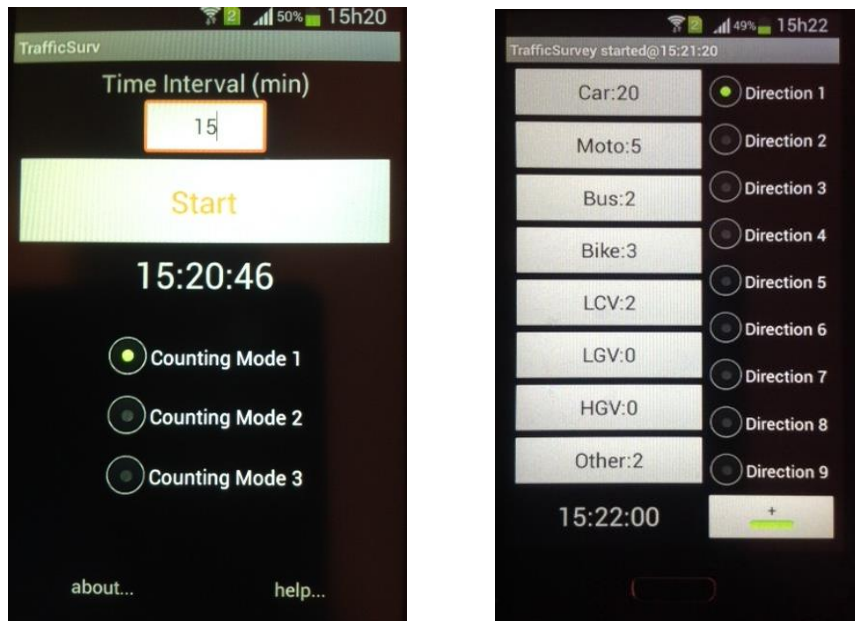 2 50% 15h20
TrafficSurv
Time Interval (min)
15
Start
15:20:46
Counting Mode 1
Counting Mode 2
Counting Mode 3
about... help...
2 49% 15h22
TrafficSurvey started@15:21:20
Car:20 Direction 1
Moto:5 Direction 2
Bus:2 Direction 3
Bike:3 Direction 4
LCV:2 Direction 5
LGV:0 Direction 6
HGV:0 Direction 7
Other:2 Direction 8
Direction 9
15:22:00 +